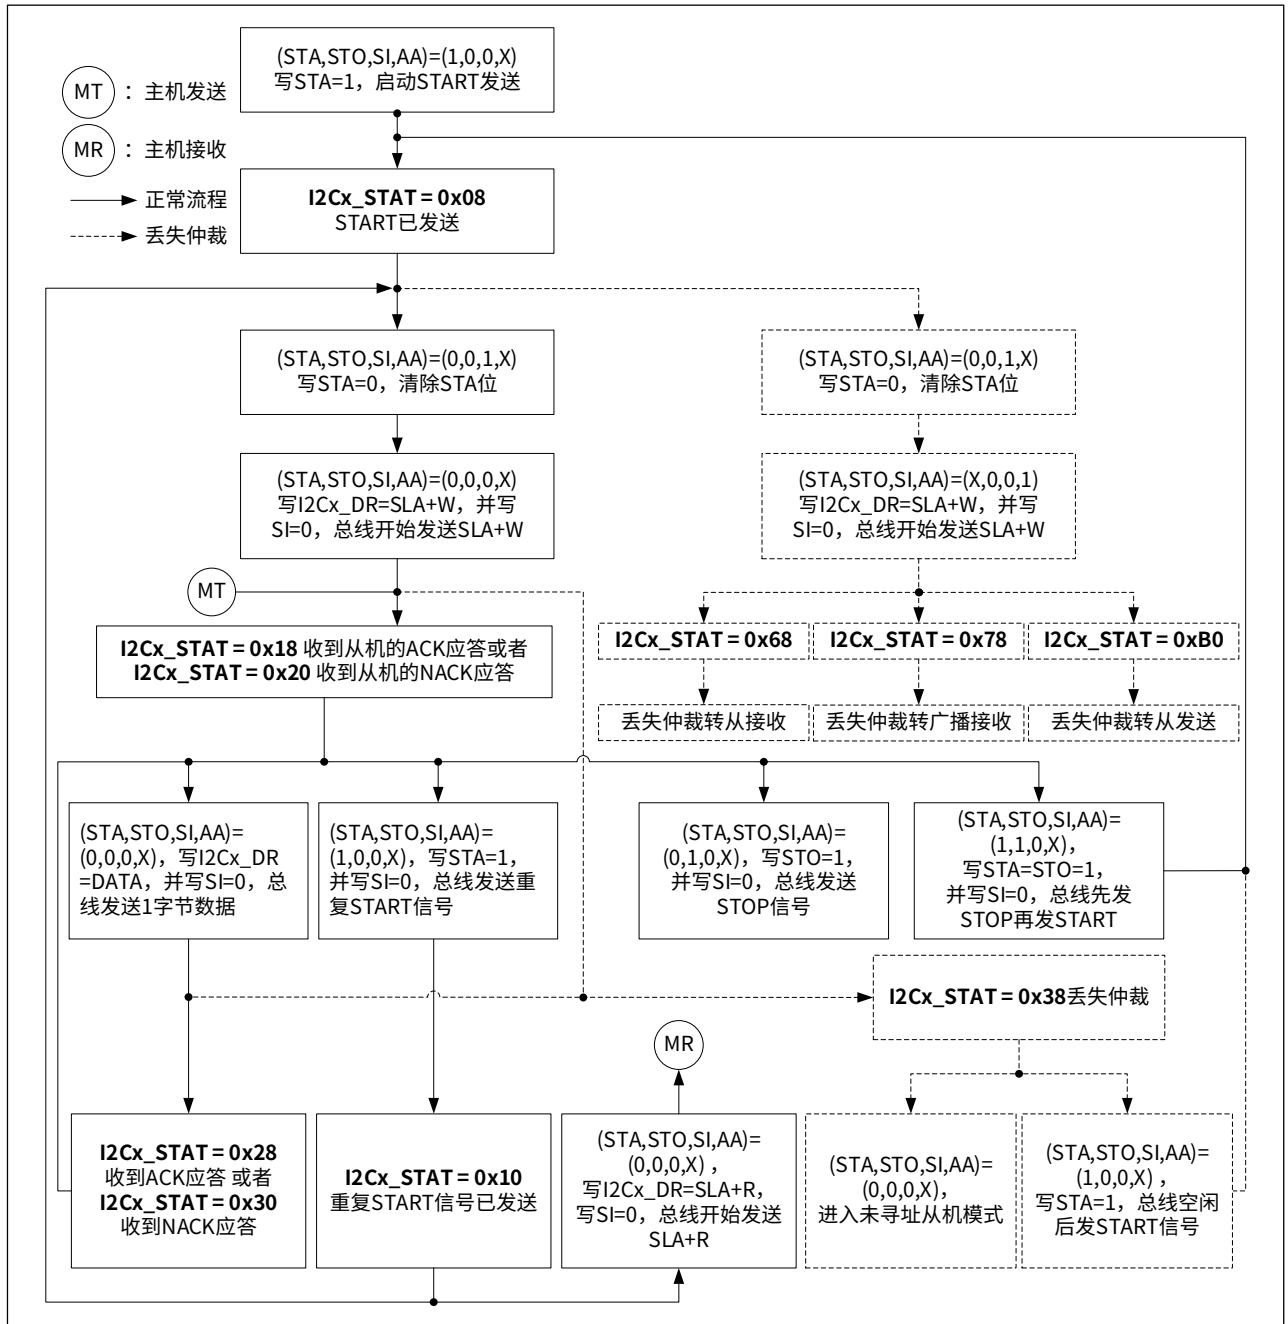 (STA,STO,SI,AA)=(1,0,0,X)
写STA=1，启动START发送
MT ：主机发送
MR ：主机接收
正常流程
丢失仲裁
I2Cx_STAT = 0x08
START已发送
(STA,STO,SI,AA)=(0,0,1,X)
写STA=0，清除STA位
(STA,STO,SI,AA)=(0,0,1,X)
写STA=0，清除STA位
(STA,STO,SI,AA)=(0,0,0,X)
写I2Cx_DR=SLA+W，并写
SI=0，总线开始发送SLA+W
(STA,STO,SI,AA)=(X,0,0,1)
写I2Cx_DR=SLA+W，并写
SI=0，总线开始发送SLA+W
MT
I2Cx_STAT = 0x18 收到从机的ACK应答或者
I2Cx_STAT = 0x20 收到从机的NACK应答
I2Cx_STAT = 0x68
I2Cx_STAT = 0x78
I2Cx_STAT = 0xB0
丢失仲裁转从接收
丢失仲裁转广播接收
丢失仲裁转从发送
(STA,STO,SI,AA)=
(0,0,0,X)，写I2Cx_DR
=DATA，并写SI=0，总
线发送1字节数据
(STA,STO,SI,AA)=
(1,0,0,X)，写STA=1，
并写SI=0，总线发送重
复START信号
(STA,STO,SI,AA)=
(0,1,0,X)，写STO=1，
并写SI=0，总线发送
STOP信号
(STA,STO,SI,AA)=
(1,1,0,X)，
写STA=STO=1，
并写SI=0，总线先发
STOP再发START
I2Cx_STAT = 0x38丢失仲裁
MR
I2Cx_STAT = 0x28
收到ACK应答 或者
I2Cx_STAT = 0x30
收到NACK应答
I2Cx_STAT = 0x10
重复START信号已发送
(STA,STO,SI,AA)=
(0,0,0,X)，
写I2Cx_DR=SLA+R，
写SI=0，总线开始发送
SLA+R
(STA,STO,SI,AA)=
(0,0,0,X)，
进入未寻址从机模式
(STA,STO,SI,AA)=
(1,0,0,X)，
写STA=1，总线空闲
后发START信号